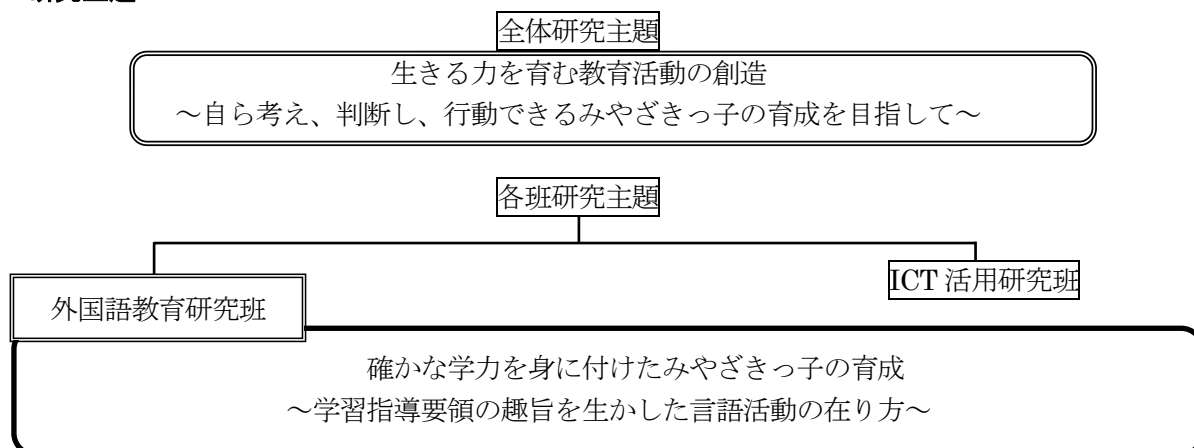 全体研究主題
生きる力を育む教育活動の創造
～自ら考え、判断し、行動できるみやざきっ子の育成を目指して～
各班研究主題
外国語教育研究班
ICT 活用研究班
確かな学力を身に付けたみやざきっ子の育成
～学習指導要領の趣旨を生かした言語活動の在り方～